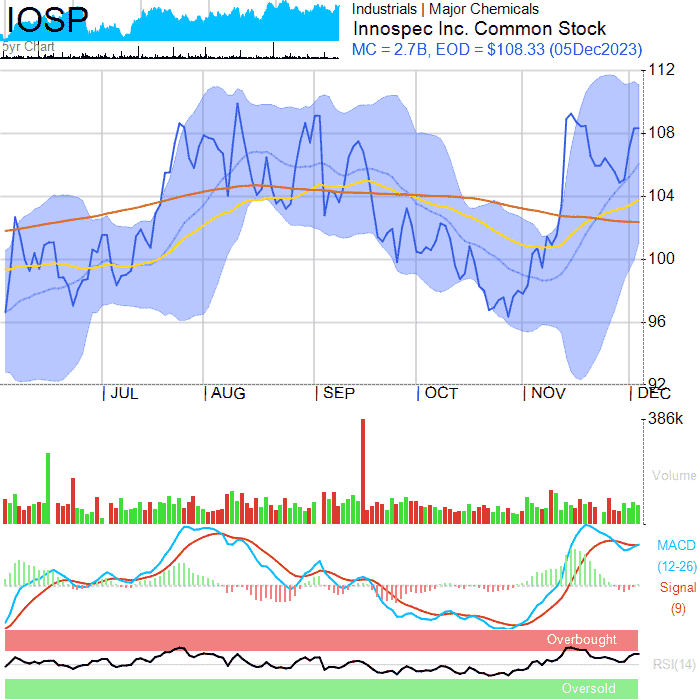 IOSP
5yr Chart
Industrials | Major Chemicals
Innospec Inc. Common Stock
MC = 2.7B, EOD = $108.33 (05Dec2023)
112
108
104
100
96
92
JUL
AUG
SEP
OCT
NOV
DEC
386k
Volume
MACD
(12-26)
Signal
(9)
Overbought
RSI(14)
Oversold